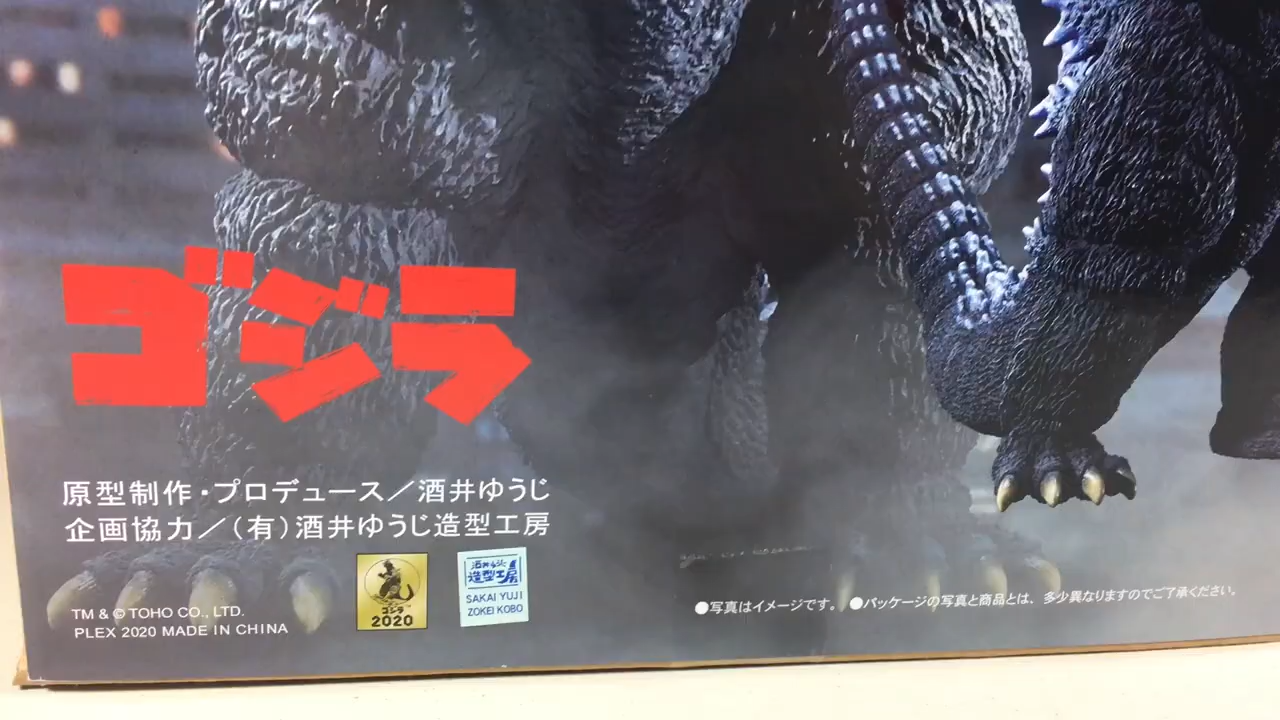 ゴジラ
原型制作・プロデュース／酒井ゆうじ
企画協力／(有)酒井ゆうじ造型工房
TM & © TOHO CO., LTD.
PLEX 2020 MADE IN CHINA
ゴジラ
2020
酒井ゆうじ
造型工房
SAKAI YUJI
ZOKEI KOBO
●写真はイメージです。 ●パッケージの写真と商品とは、多少異なりますのでご了承ください。